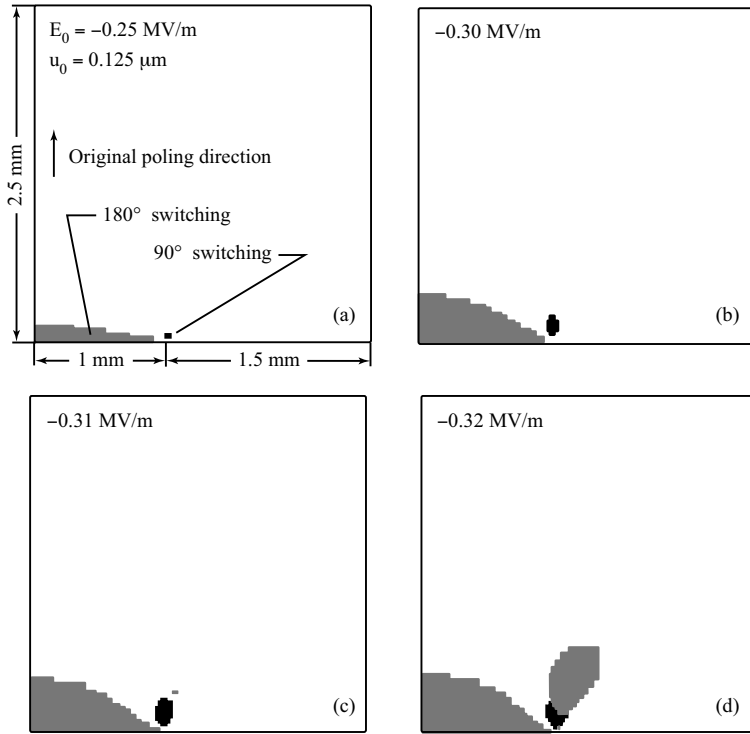 E₀ = −0.25 MV/m
u₀ = 0.125 μm
Original poling direction
2.5 mm
180° switching
90° switching
(a)
1 mm
1.5 mm
−0.30 MV/m
(b)
−0.31 MV/m
(c)
−0.32 MV/m
(d)